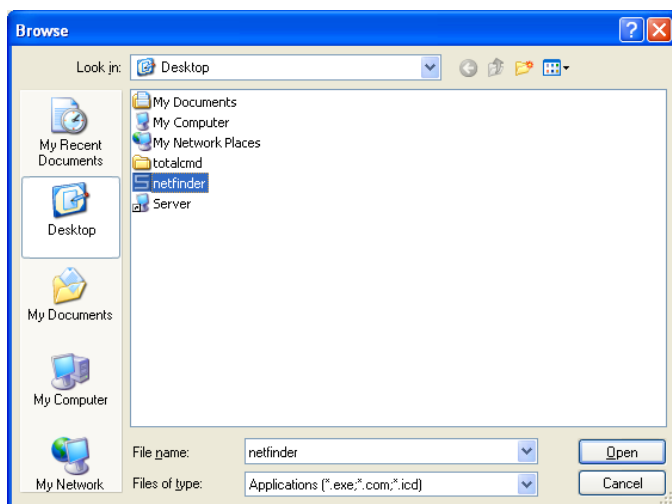 Browse
Look in:
Desktop
My Recent
Documents
Desktop
My Documents
My Computer
My Network
My Documents
My Computer
My Network Places
totalcmd
netfinder
Server
File name:
netfinder
Open
Files of type:
Applications (*.exe;*.com;*.icd)
Cancel